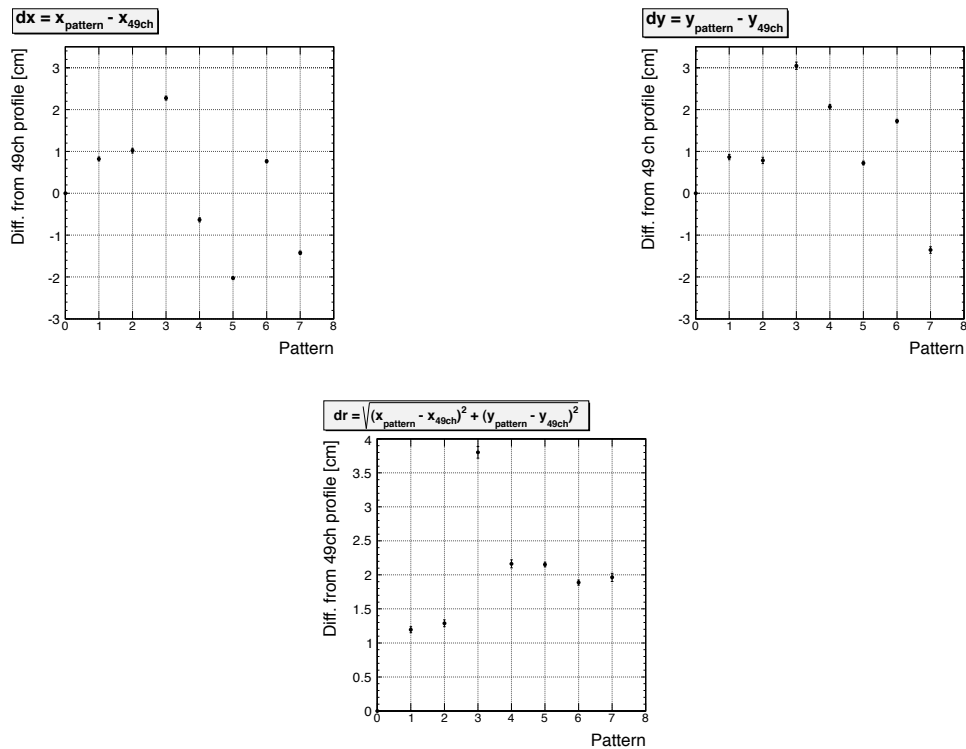 dx = x_pattern - x_49ch
Diff. from 49ch profile [cm]
3
2
1
0
-1
-2
-3
0 1 2 3 4 5 6 7 8
Pattern
dy = y_pattern - y_49ch
Diff. from 49 ch profile [cm]
3
2
1
0
-1
-2
-3
0 1 2 3 4 5 6 7 8
Pattern
dr = √(x_pattern - x_49ch)² + (y_pattern - y_49ch)²
Diff. from 49ch profile [cm]
4
3.5
3
2.5
2
1.5
1
0.5
0
0 1 2 3 4 5 6 7 8
Pattern